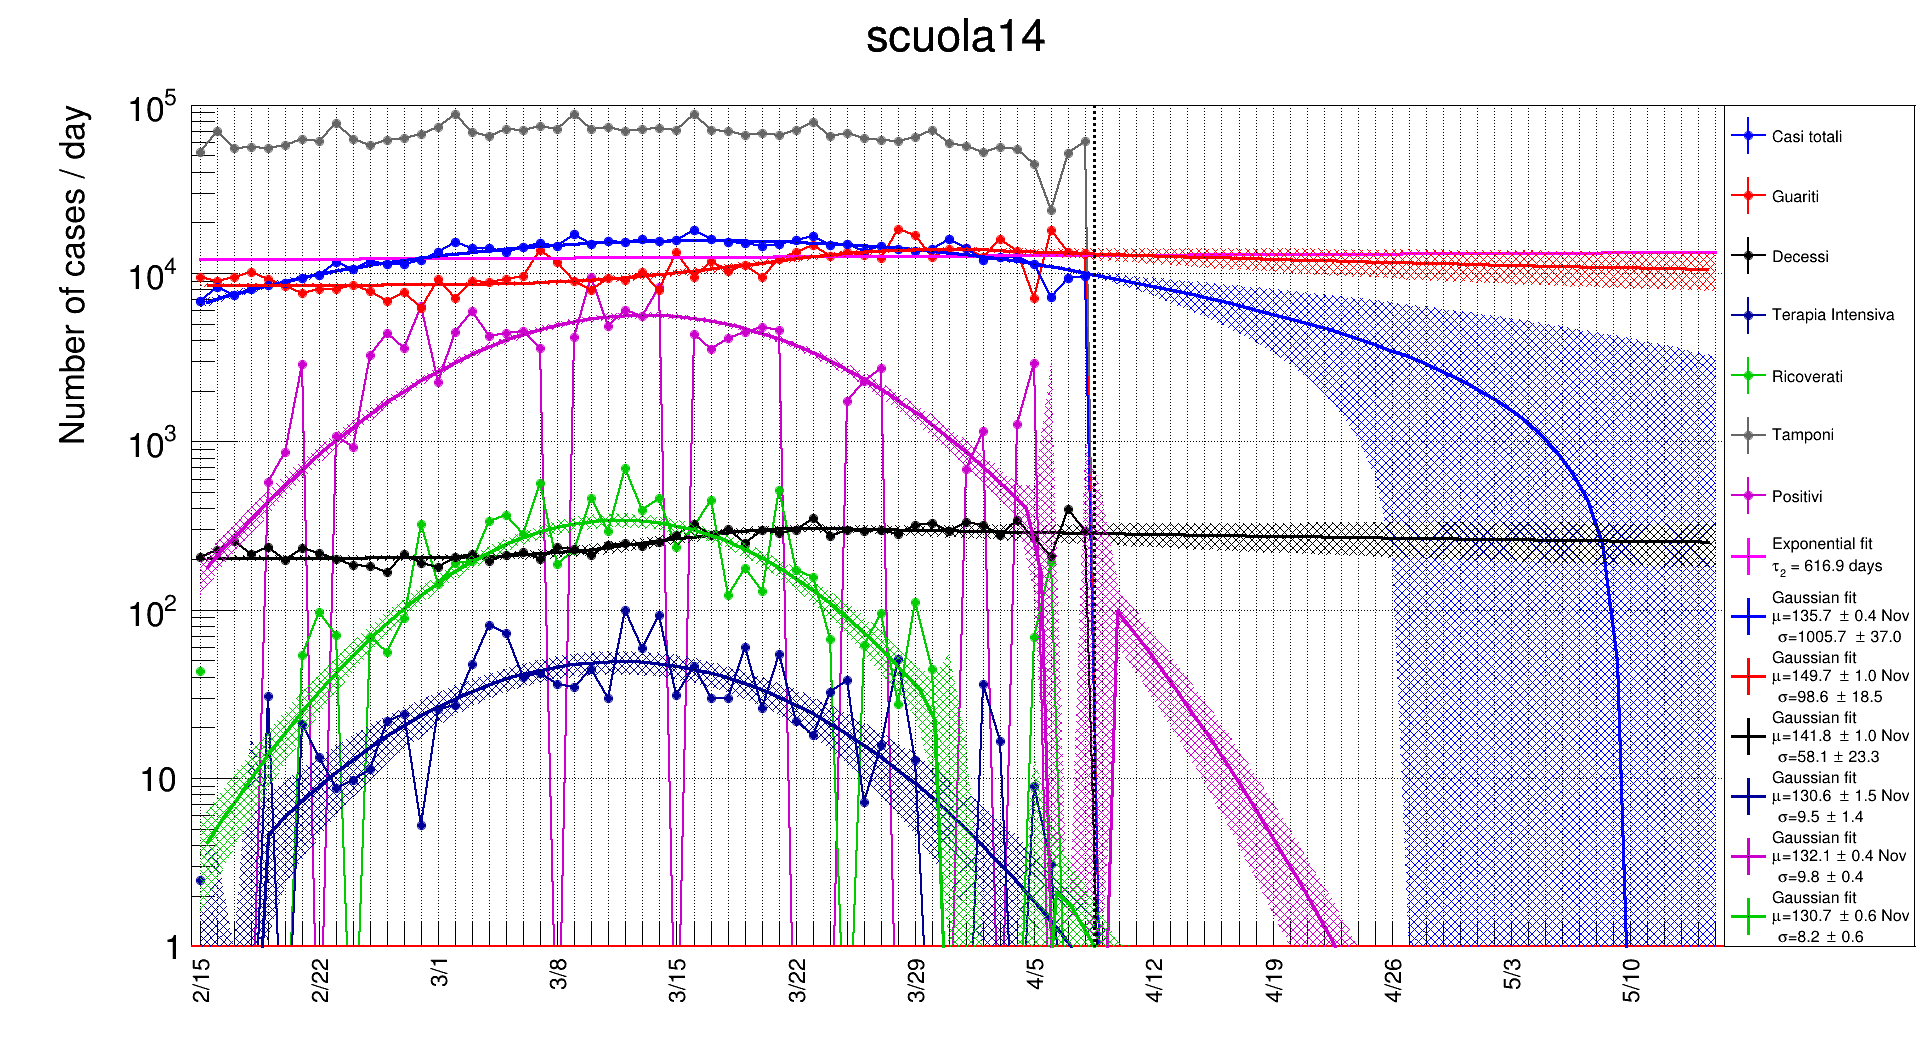 scuola14
Number of cases / day
10^5
10^4
10^3
10^2
10
1
2/15
2/22
3/1
3/8
3/15
3/22
3/29
4/5
4/12
4/19
4/26
5/3
5/10
Casi totali
Guariti
Decessi
Terapia Intensiva
Ricoverati
Tamponi
Positivi
Exponential fit
τ₂ = 616.9 days
Gaussian fit
μ=135.7 ± 0.4 Nov
σ=1005.7 ± 37.0
Gaussian fit
μ=149.7 ± 1.0 Nov
σ=98.6 ± 18.5
Gaussian fit
μ=141.8 ± 1.0 Nov
σ=58.1 ± 23.3
Gaussian fit
μ=130.6 ± 1.5 Nov
σ=9.5 ± 1.4
Gaussian fit
μ=132.1 ± 0.4 Nov
σ=9.8 ± 0.4
Gaussian fit
μ=130.7 ± 0.6 Nov
σ=8.2 ± 0.6